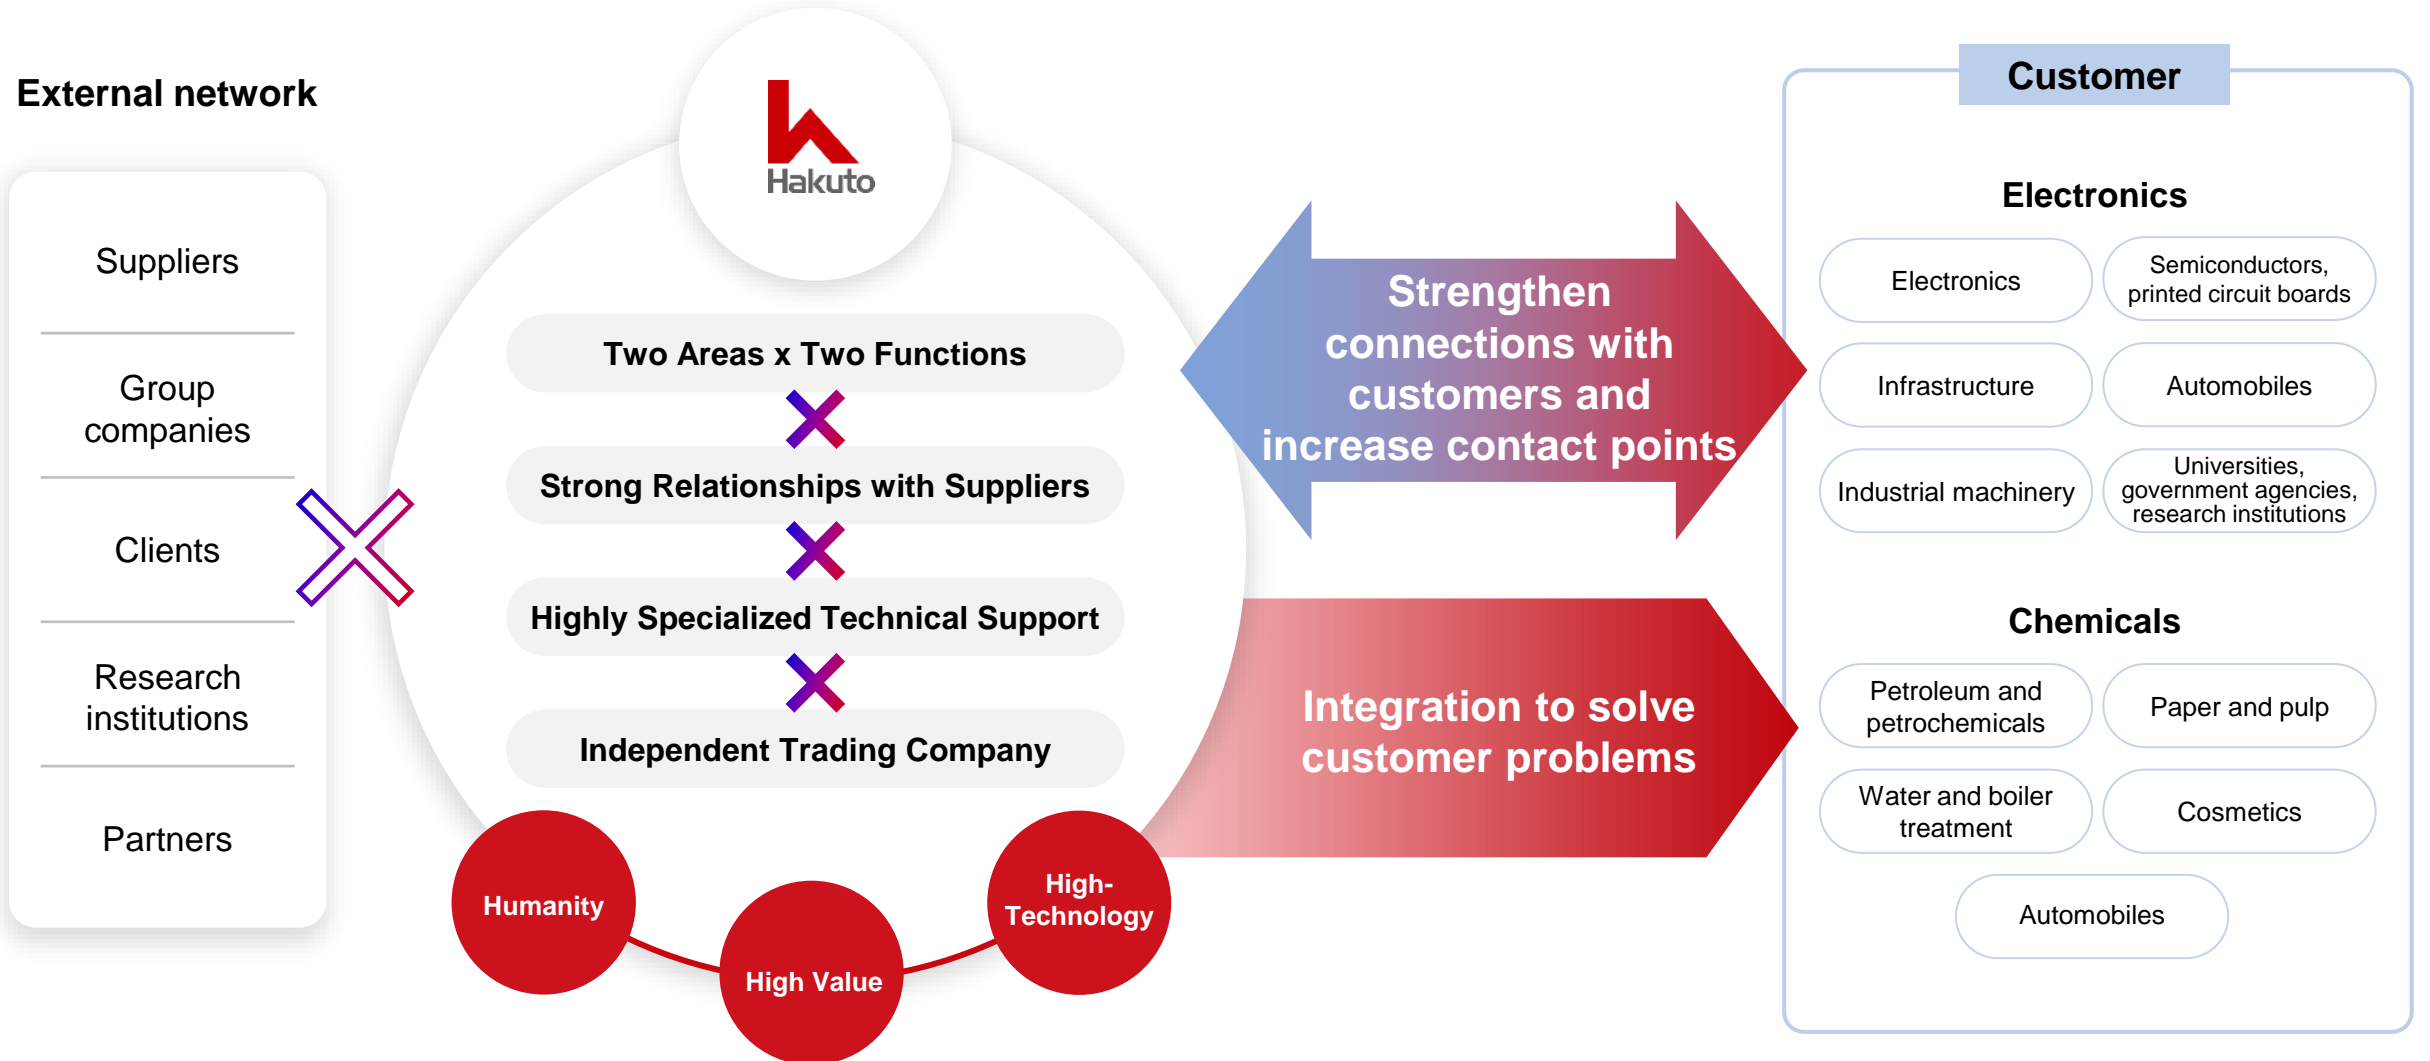 External network
Suppliers
Group
companies
Clients
Research
institutions
Partners
Hakuto
Two Areas x Two Functions
Strong Relationships with Suppliers
Highly Specialized Technical Support
Independent Trading Company
Humanity
High Value
High-
Technology
Strengthen
connections with
customers and
increase contact points
Integration to solve
customer problems
Customer
Electronics
Electronics
Semiconductors,
printed circuit boards
Infrastructure
Automobiles
Industrial machinery
Universities,
government agencies,
research institutions
Chemicals
Petroleum and
petrochemicals
Paper and pulp
Water and boiler
treatment
Cosmetics
Automobiles